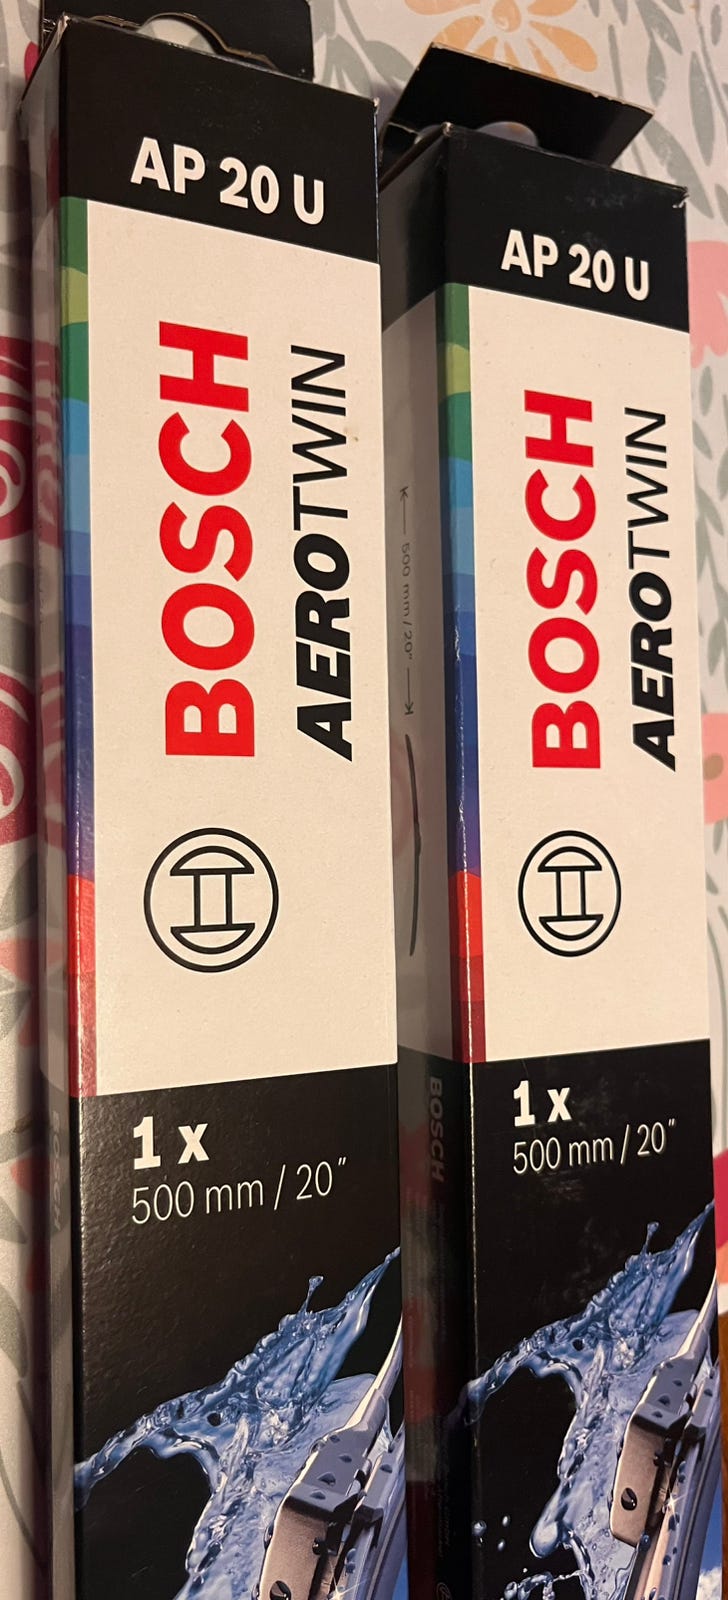 AP 20 U
BOSCH
AEROTWIN
1 x
500 mm / 20"
500 mm / 20"
BOSCH
AP 20 U
BOSCH
AEROTWIN
1 x
500 mm / 20"